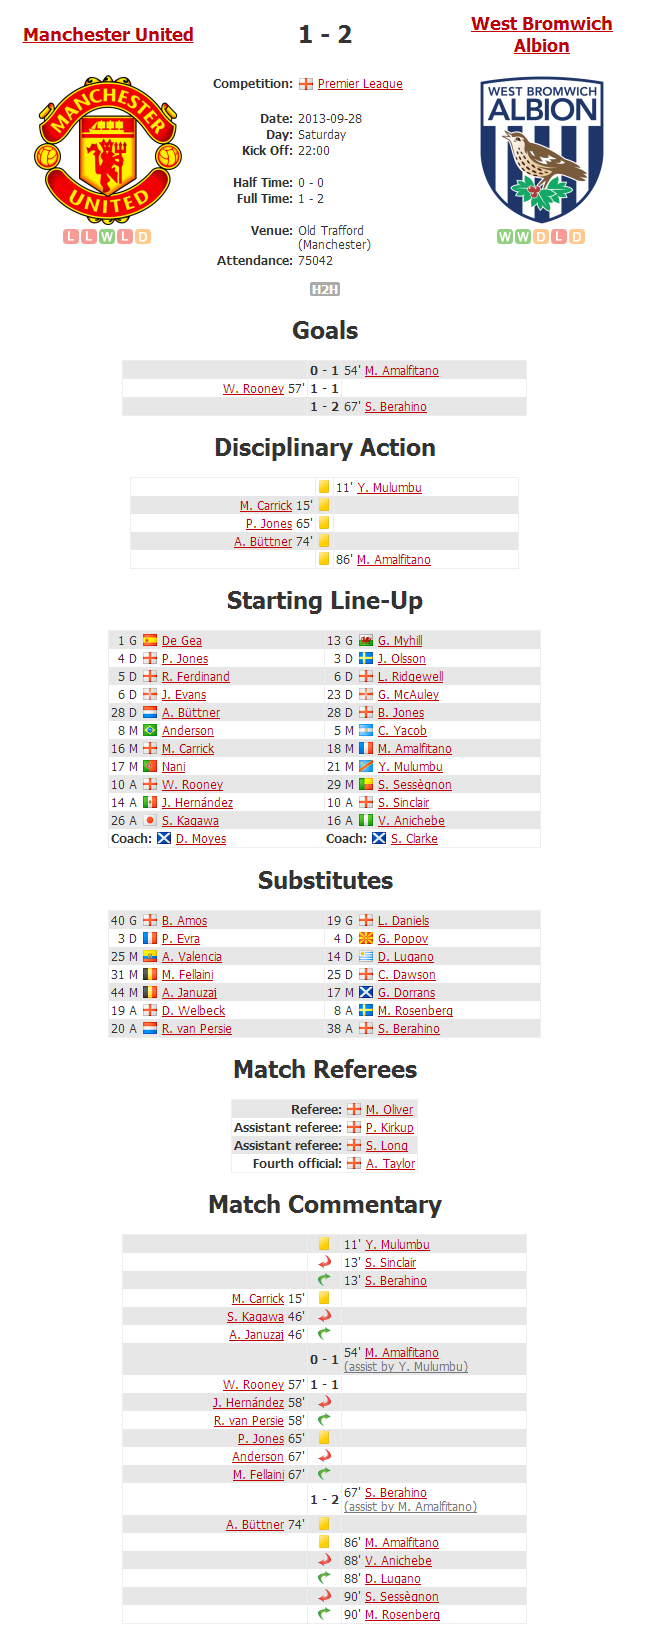 Manchester United
1 - 2
West Bromwich
Albion
MANCHESTER
UNITED
WEST BROMWICH
ALBION
Competition: Premier League
Date: 2013-09-28
Day: Saturday
Kick Off: 22:00
Half Time: 0 - 0
Full Time: 1 - 2
Venue: Old Trafford
(Manchester)
Attendance: 75042
L L W L D
W W D L D
H2H
Goals
0 - 1 54' M. Amalfitano
W. Rooney 57' 1 - 1
1 - 2 67' S. Berahino
Disciplinary Action
11' Y. Mulumbu
M. Carrick 15'
P. Jones 65'
A. Büttner 74'
86' M. Amalfitano
Starting Line-Up
1 G De Gea 13 G G. Myhill
4 D P. Jones 3 D J. Olsson
5 D R. Ferdinand 6 D L. Ridgewell
6 D J. Evans 23 D G. McAuley
28 D A. Büttner 28 D B. Jones
8 M Anderson 5 M C. Yacob
16 M M. Carrick 18 M M. Amalfitano
17 M Nani 21 M Y. Mulumbu
10 A W. Rooney 29 M S. Sessègnon
14 A J. Hernández 10 A S. Sinclair
26 A S. Kagawa 16 A V. Anichebe
Coach: D. Moyes Coach: S. Clarke
Substitutes
40 G B. Amos 19 G L. Daniels
3 D P. Evra 4 D G. Popov
25 M A. Valencia 14 D D. Lugano
31 M M. Fellaini 25 D C. Dawson
44 M A. Januzaj 17 M G. Dorrans
19 A D. Welbeck 8 A M. Rosenberg
20 A R. van Persie 38 A S. Berahino
Match Referees
Referee: M. Oliver
Assistant referee: P. Kirkup
Assistant referee: S. Long
Fourth official: A. Taylor
Match Commentary
11' Y. Mulumbu
13' S. Sinclair
13' S. Berahino
M. Carrick 15'
S. Kagawa 46'
A. Januzaj 46'
0 - 1 54' M. Amalfitano
(assist by Y. Mulumbu)
W. Rooney 57' 1 - 1
J. Hernández 58'
R. van Persie 58'
P. Jones 65'
Anderson 67'
M. Fellaini 67'
1 - 2 67' S. Berahino
(assist by M. Amalfitano)
A. Büttner 74'
86' M. Amalfitano
88' V. Anichebe
88' D. Lugano
90' S. Sessègnon
90' M. Rosenberg